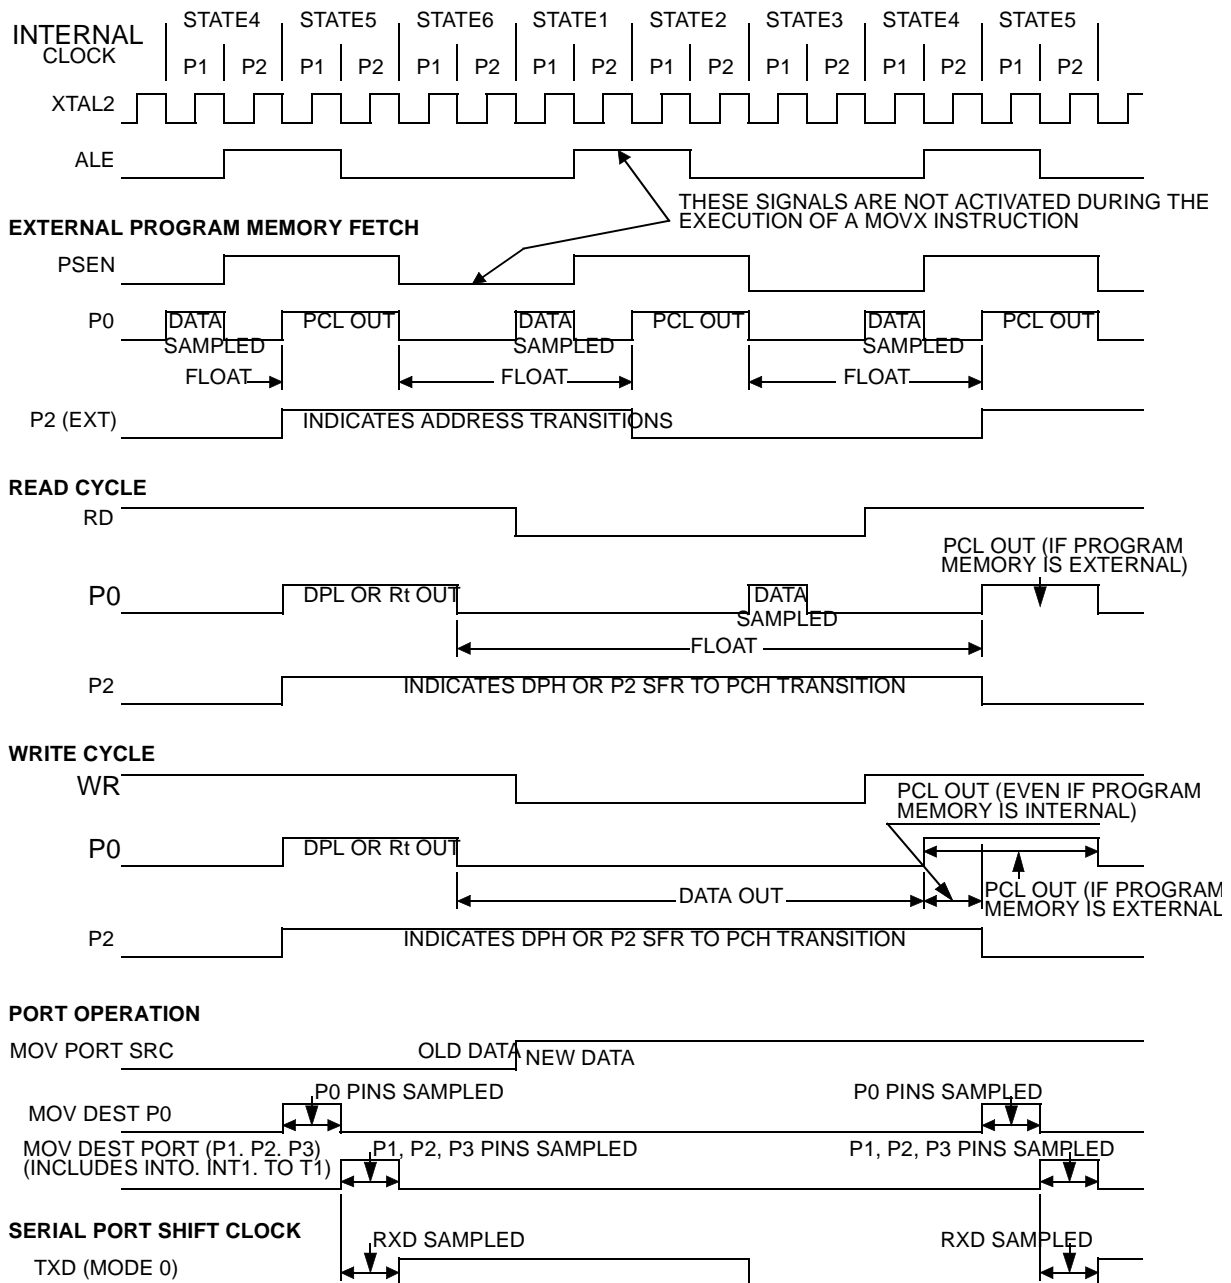 INTERNAL
CLOCK
STATE4 STATE5 STATE6 STATE1 STATE2 STATE3 STATE4 STATE5
P1 P2 P1 P2 P1 P2 P1 P2 P1 P2 P1 P2 P1 P2 P1 P2
XTAL2
ALE
THESE SIGNALS ARE NOT ACTIVATED DURING THE
EXECUTION OF A MOVX INSTRUCTION
EXTERNAL PROGRAM MEMORY FETCH
PSEN
P0 DATA PCL OUT DATA PCL OUT DATA PCL OUT
SAMPLED SAMPLED SAMPLED
FLOAT FLOAT FLOAT
P2 (EXT) INDICATES ADDRESS TRANSITIONS
READ CYCLE
RD
PCL OUT (IF PROGRAM
MEMORY IS EXTERNAL)
P0 DPL OR Rt OUT DATA
SAMPLED
FLOAT
P2 INDICATES DPH OR P2 SFR TO PCH TRANSITION
WRITE CYCLE
WR
PCL OUT (EVEN IF PROGRAM
MEMORY IS INTERNAL)
P0 DPL OR Rt OUT
DATA OUT
PCL OUT (IF PROGRAM
MEMORY IS EXTERNAL
P2 INDICATES DPH OR P2 SFR TO PCH TRANSITION
PORT OPERATION
MOV PORT SRC OLD DATA NEW DATA
P0 PINS SAMPLED P0 PINS SAMPLED
MOV DEST P0
MOV DEST PORT (P1. P2. P3) P1, P2, P3 PINS SAMPLED P1, P2, P3 PINS SAMPLED
(INCLUDES INTO. INT1. TO T1)
SERIAL PORT SHIFT CLOCK
RXD SAMPLED RXD SAMPLED
TXD (MODE 0)